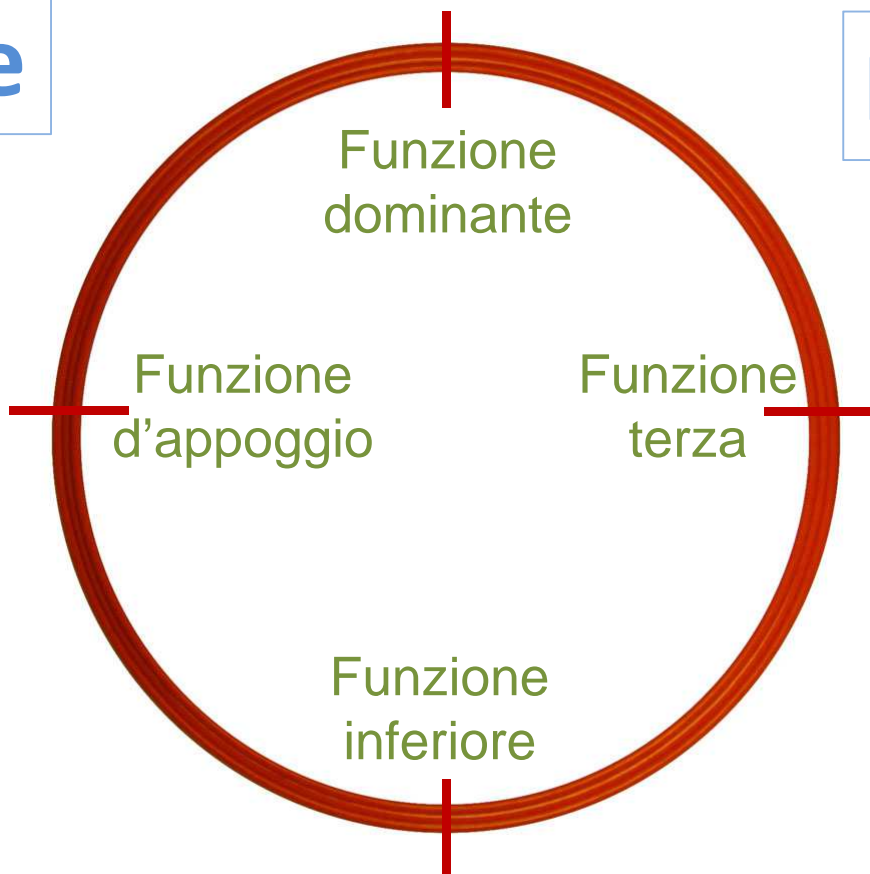 e
Funzione
dominante
Funzione
d’appoggio
Funzione
terza
Funzione
inferiore